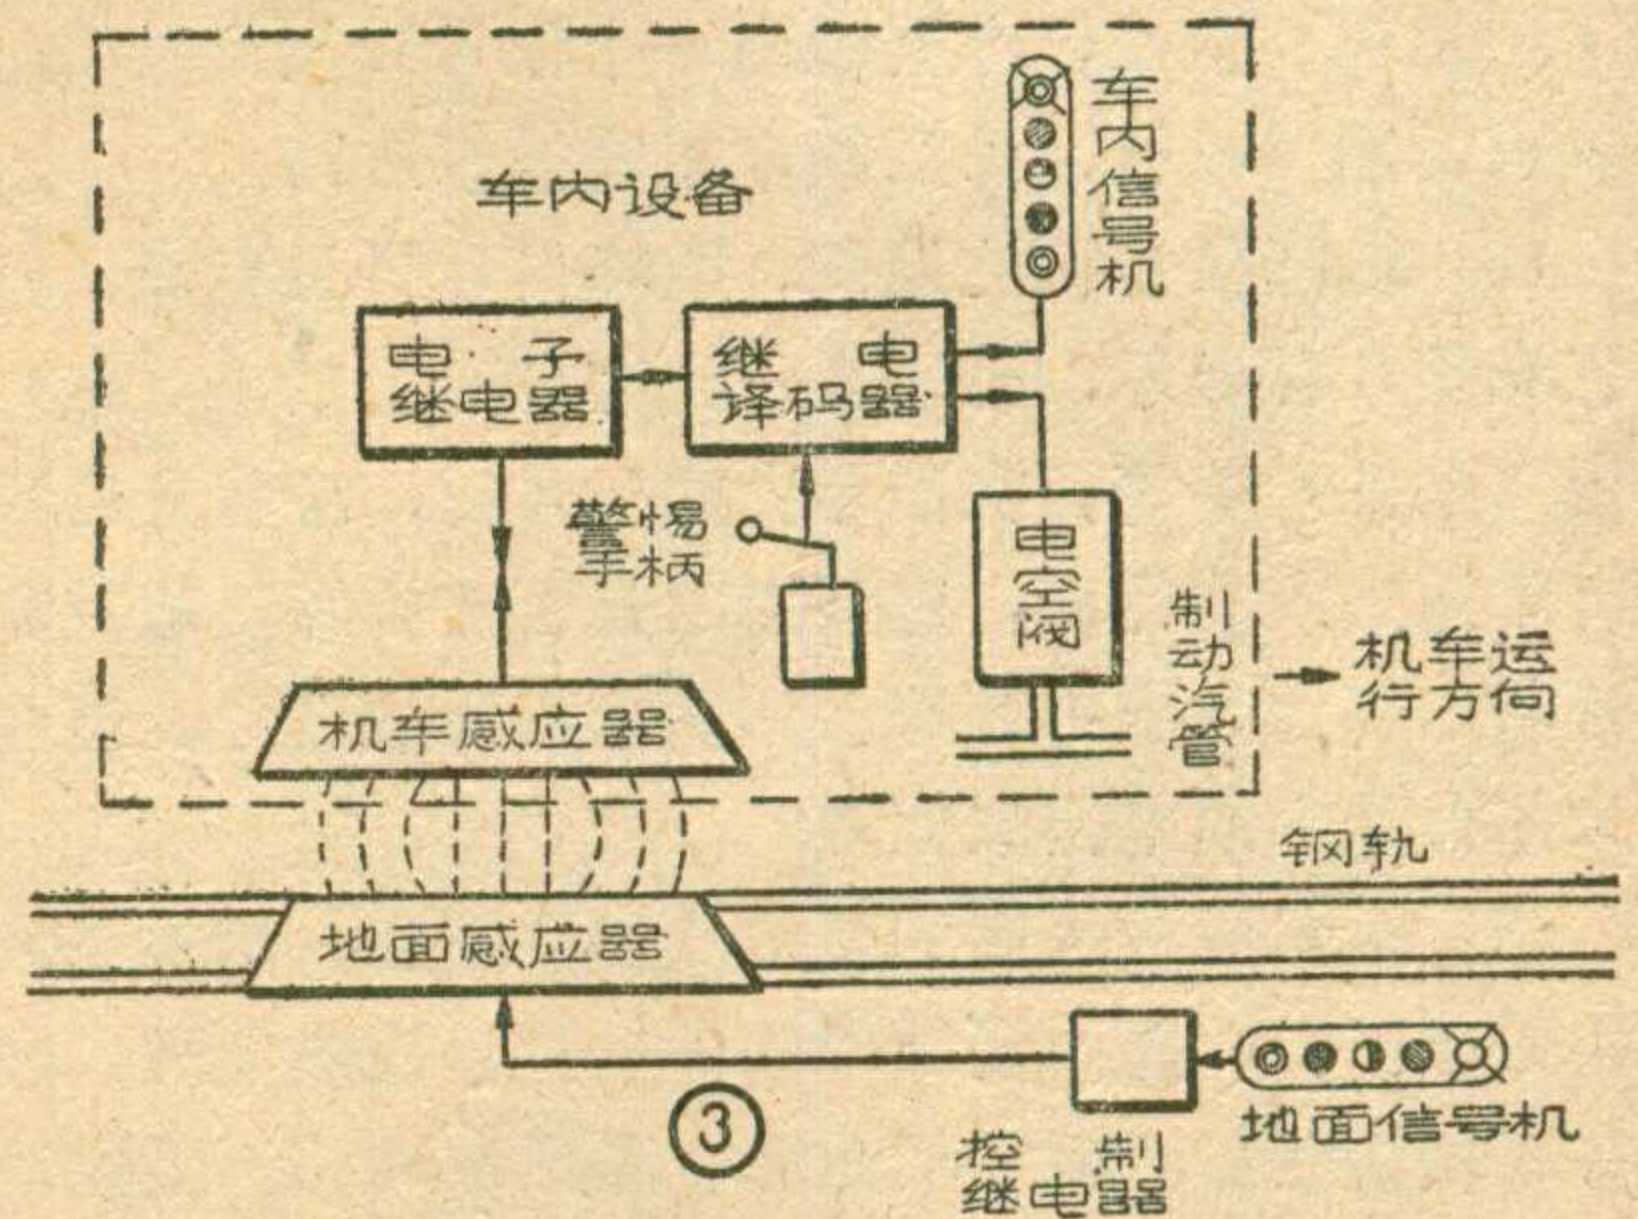 车内设备
车内信号机
电子
继电器
继电
译码器
警惕
手柄
电空阀
制动汽管
机车运
行方向
机车感应器
钢轨
地面感应器
③
控制
继电器
地面信号机